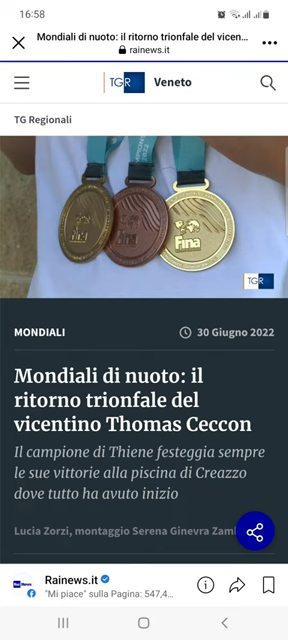 16:58
Mondiali di nuoto: il ritorno trionfale del vicen...
rainews.it
TGR Veneto
TG Regionali
Fina
TGR
MONDIALI
30 Giugno 2022
Mondiali di nuoto: il
ritorno trionfale del
vicentino Thomas Ceccon
Il campione di Thiene festeggia sempre
le sue vittorie alla piscina di Creazzo
dove tutto ha avuto inizio
Lucia Zorzi, montaggio Serena Ginevra Zam
Rainews.it
"Mi piace" sulla Pagina: 547,4...